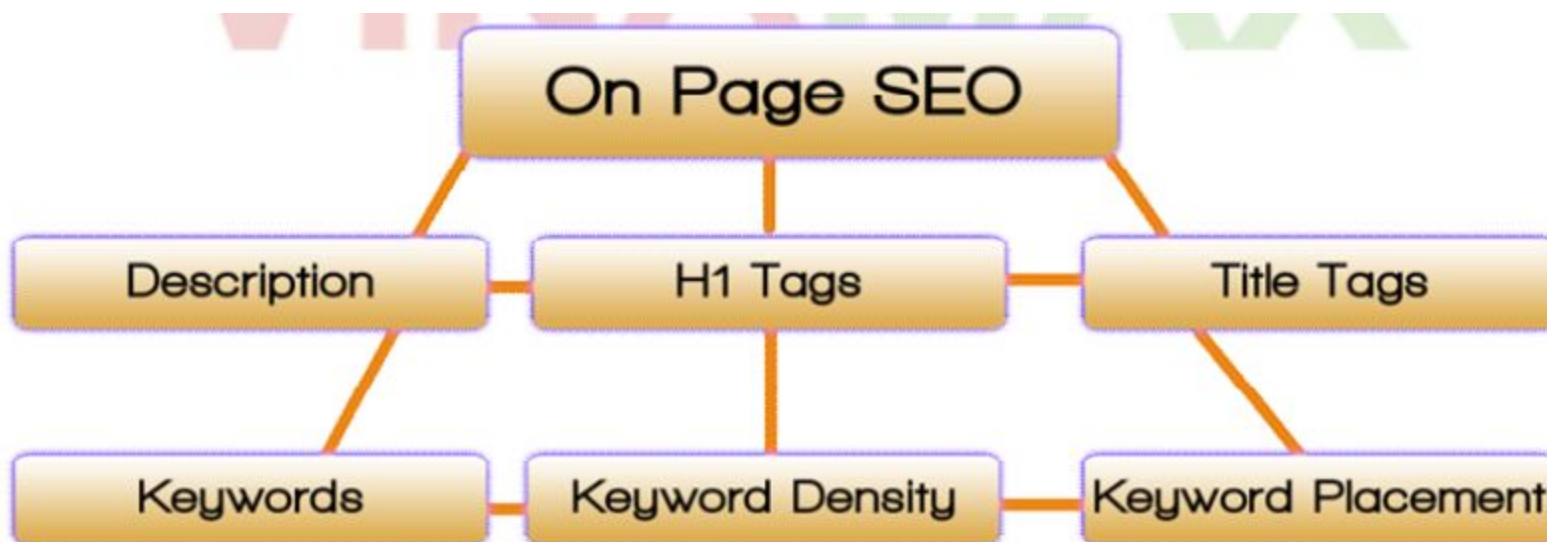 On Page SEO
Description
H1 Tags
Title Tags
Keywords
Keyword Density
Keyword Placement